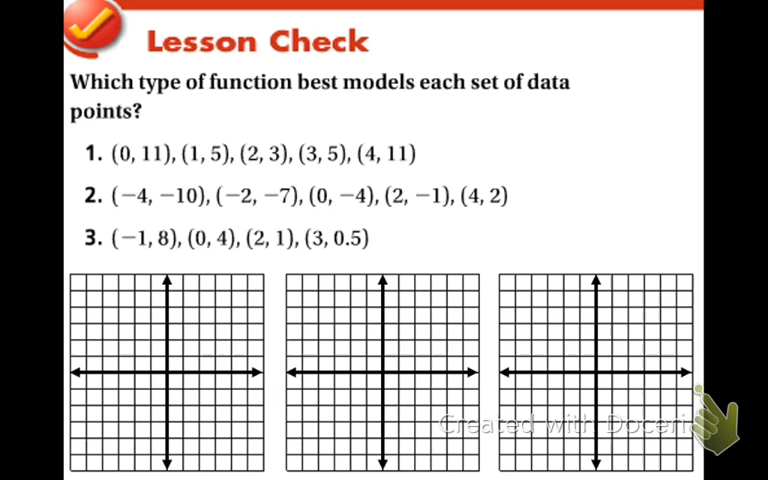 Lesson Check
Which type of function best models each set of data
points?
1. (0, 11), (1, 5), (2, 3), (3, 5), (4, 11)
2. (−4, −10), (−2, −7), (0, −4), (2, −1), (4, 2)
3. (−1, 8), (0, 4), (2, 1), (3, 0.5)
Created with Doceri